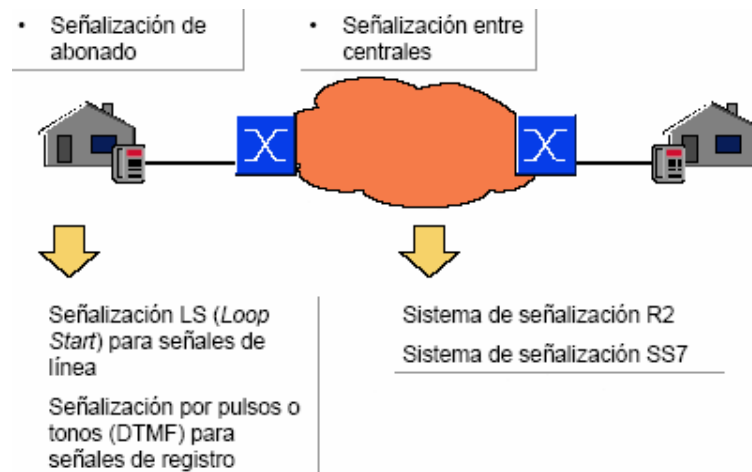 • Señalización de
abonado
• Señalización entre
centrales
Señalización LS (Loop
Start) para señales de
línea
Señalización por pulsos o
tonos (DTMF) para
señales de registro
Sistema de señalización R2
Sistema de señalización SS7